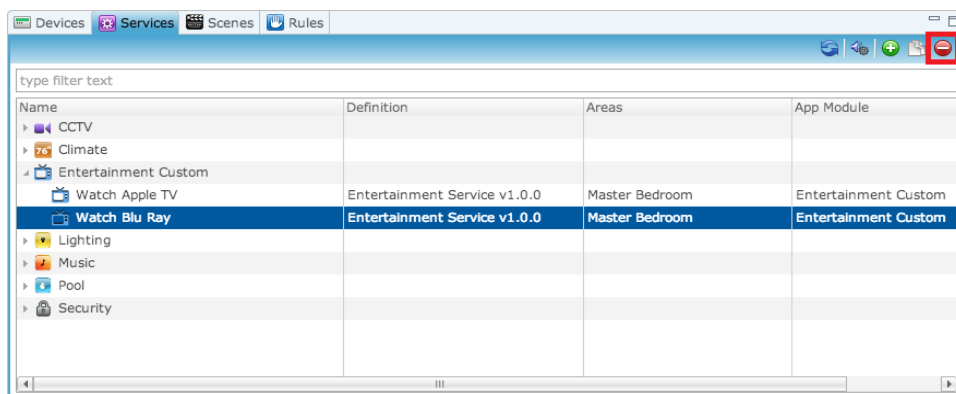 Devices Services Scenes Rules
type filter text
Name Definition Areas App Module
CCTV
76° Climate
Entertainment Custom
Watch Apple TV Entertainment Service v1.0.0 Master Bedroom Entertainment Custom
Watch Blu Ray Entertainment Service v1.0.0 Master Bedroom Entertainment Custom
Lighting
Music
Pool
Security